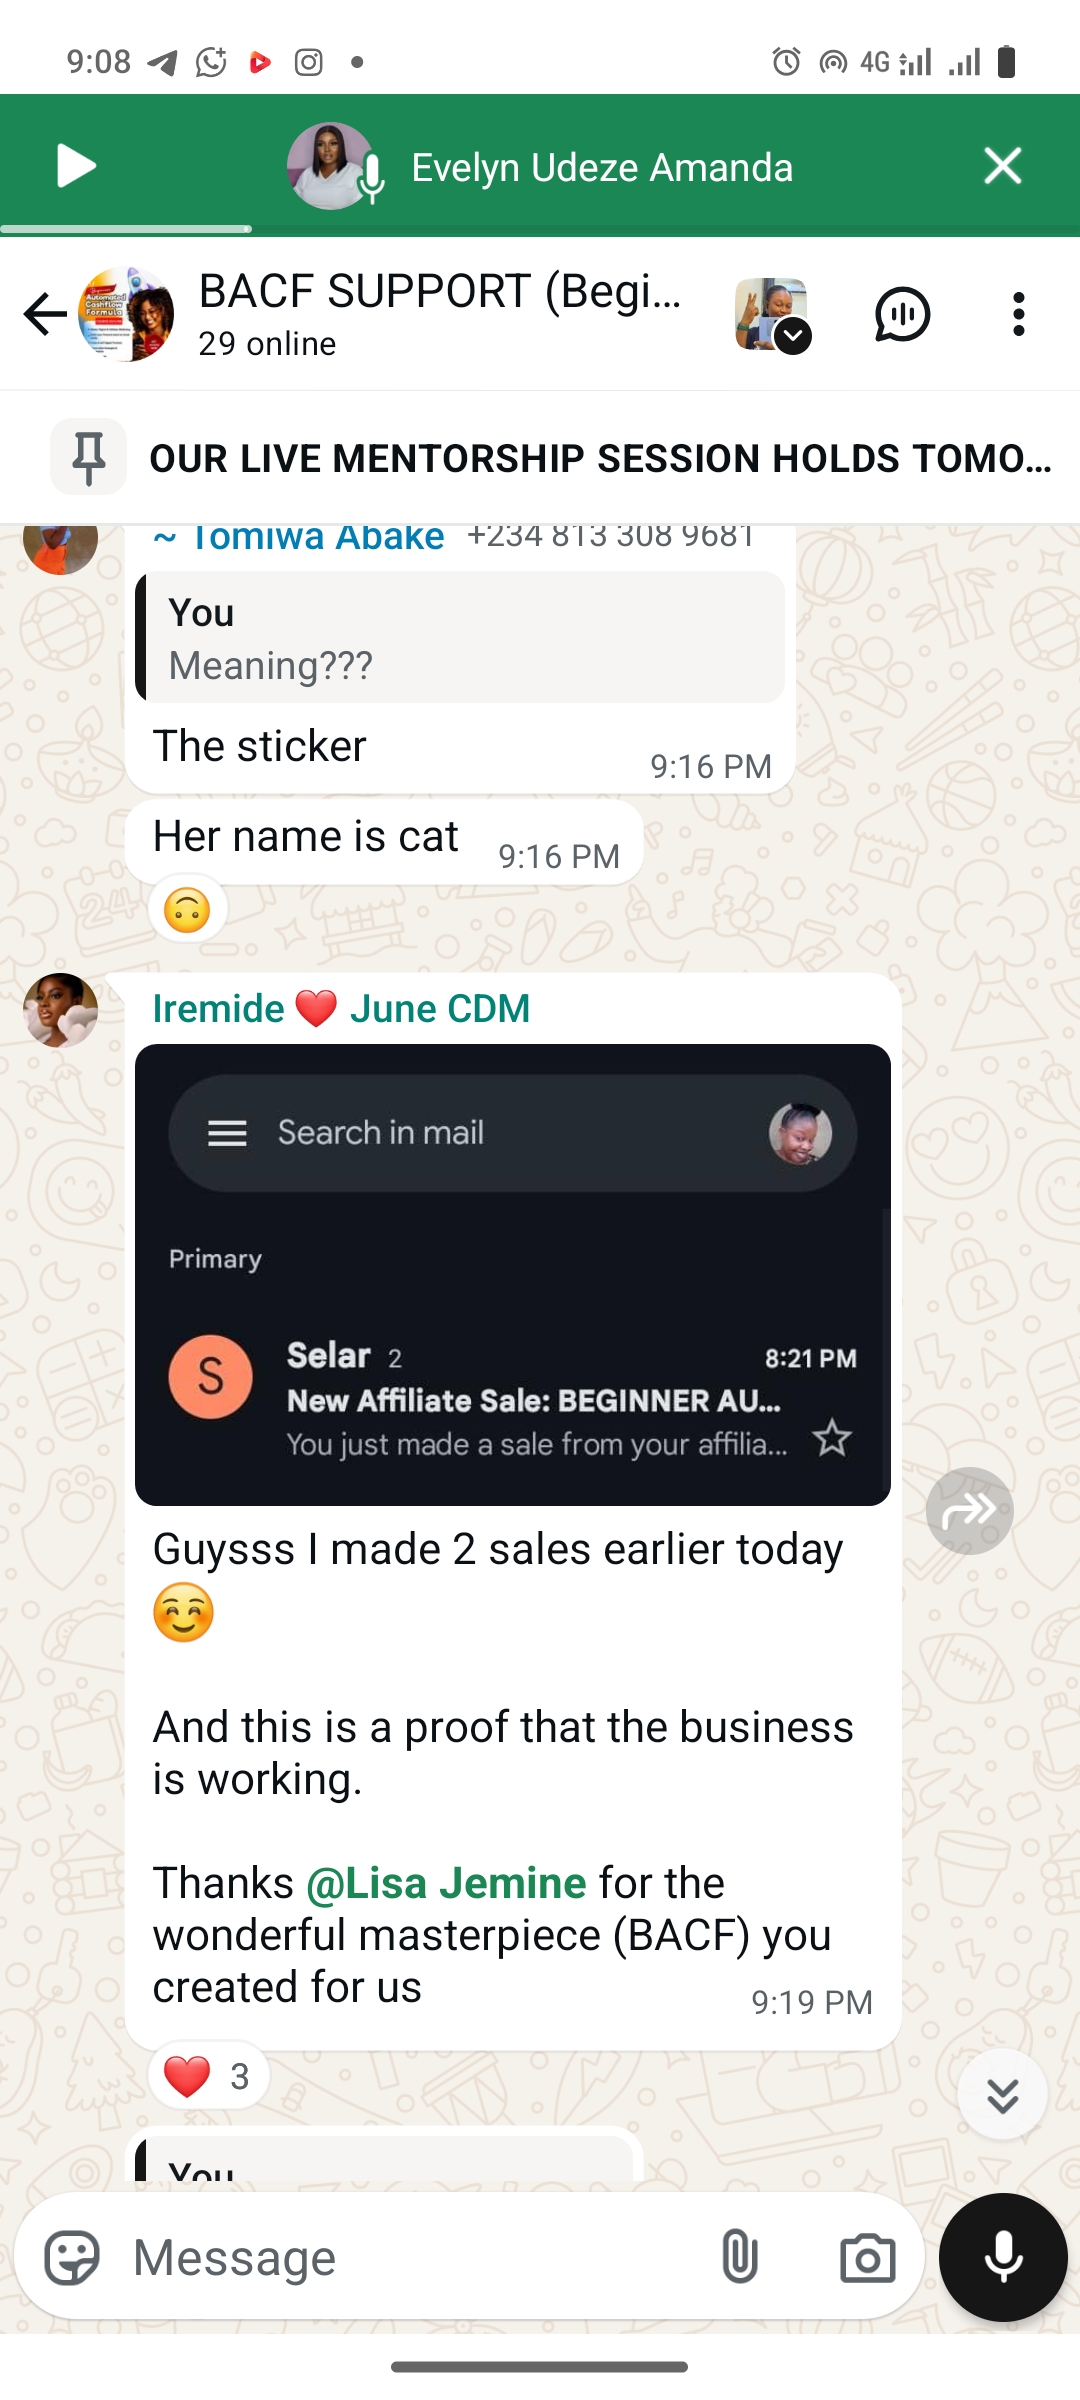 9:08
4G
Evelyn Udeze Amanda
BACF SUPPORT (Begi...
29 online
OUR LIVE MENTORSHIP SESSION HOLDS TOMO...
~ Tomiwa Abake +234 813 308 9681
You
Meaning???
The sticker
9:16 PM
Her name is cat
9:16 PM
Iremide ❤️ June CDM
Search in mail
Primary
S
Selar 2
8:21 PM
New Affiliate Sale: BEGINNER AU...
You just made a sale from your affilia...
Guysss I made 2 sales earlier today
☺️
And this is a proof that the business
is working.
Thanks @Lisa Jemine for the
wonderful masterpiece (BACF) you
created for us
9:19 PM
❤️ 3
You
Message